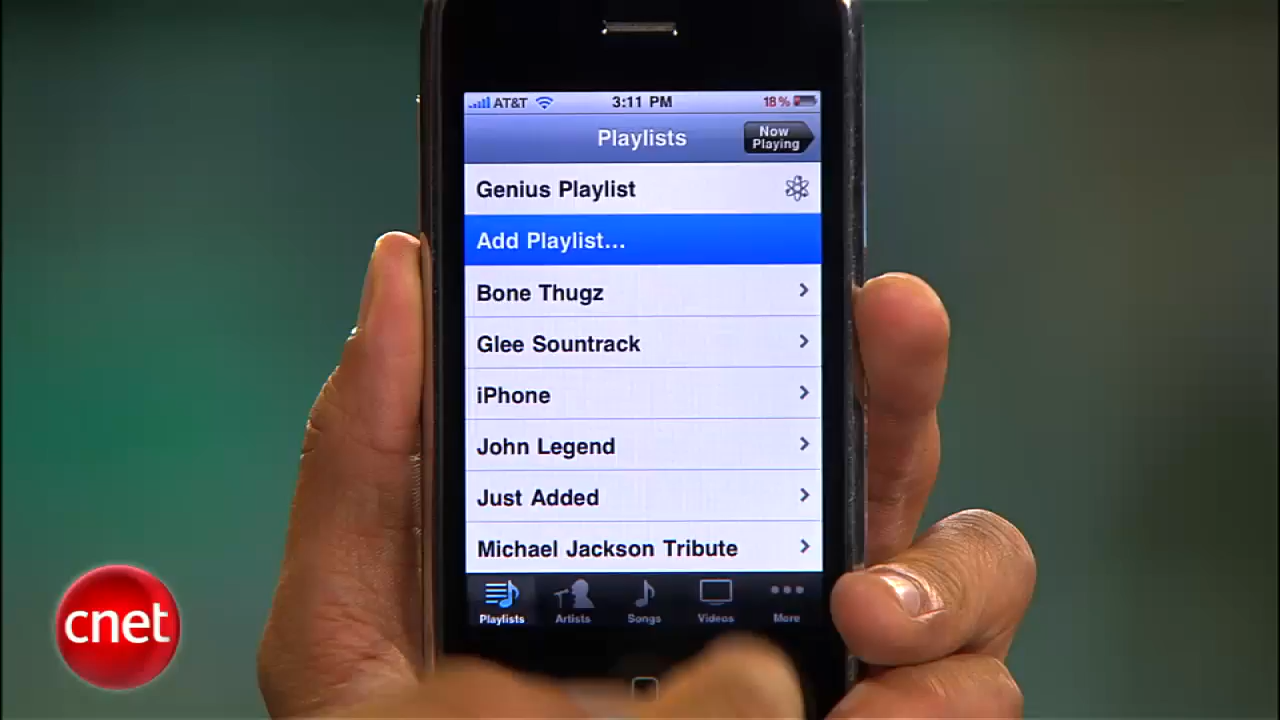 AT&T 3:11 PM 18%
Playlists
Now
Playing
Genius Playlist
Add Playlist...
Bone Thugz
Glee Sountrack
iPhone
John Legend
Just Added
Michael Jackson Tribute
Playlists Artists Songs Videos More
cnet